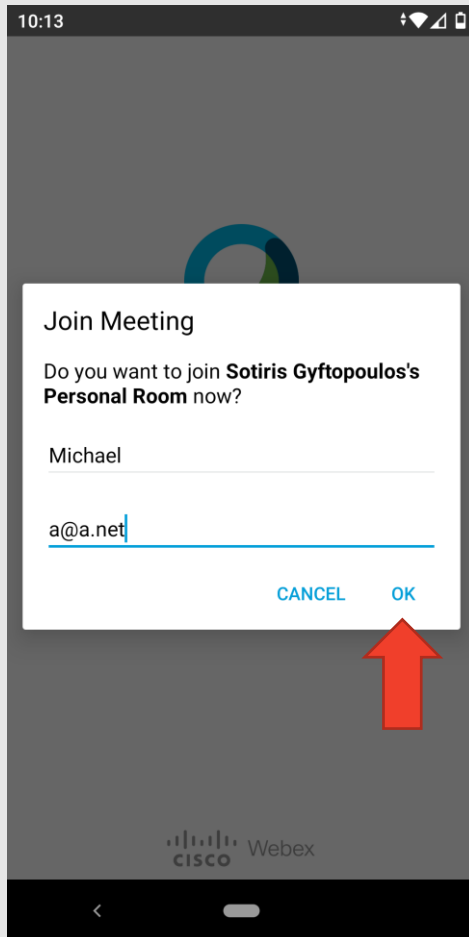 10:13
Join Meeting
Do you want to join Sotiris Gyftopoulos's
Personal Room now?
Michael
a@a.net
CANCEL OK
CISCO Webex